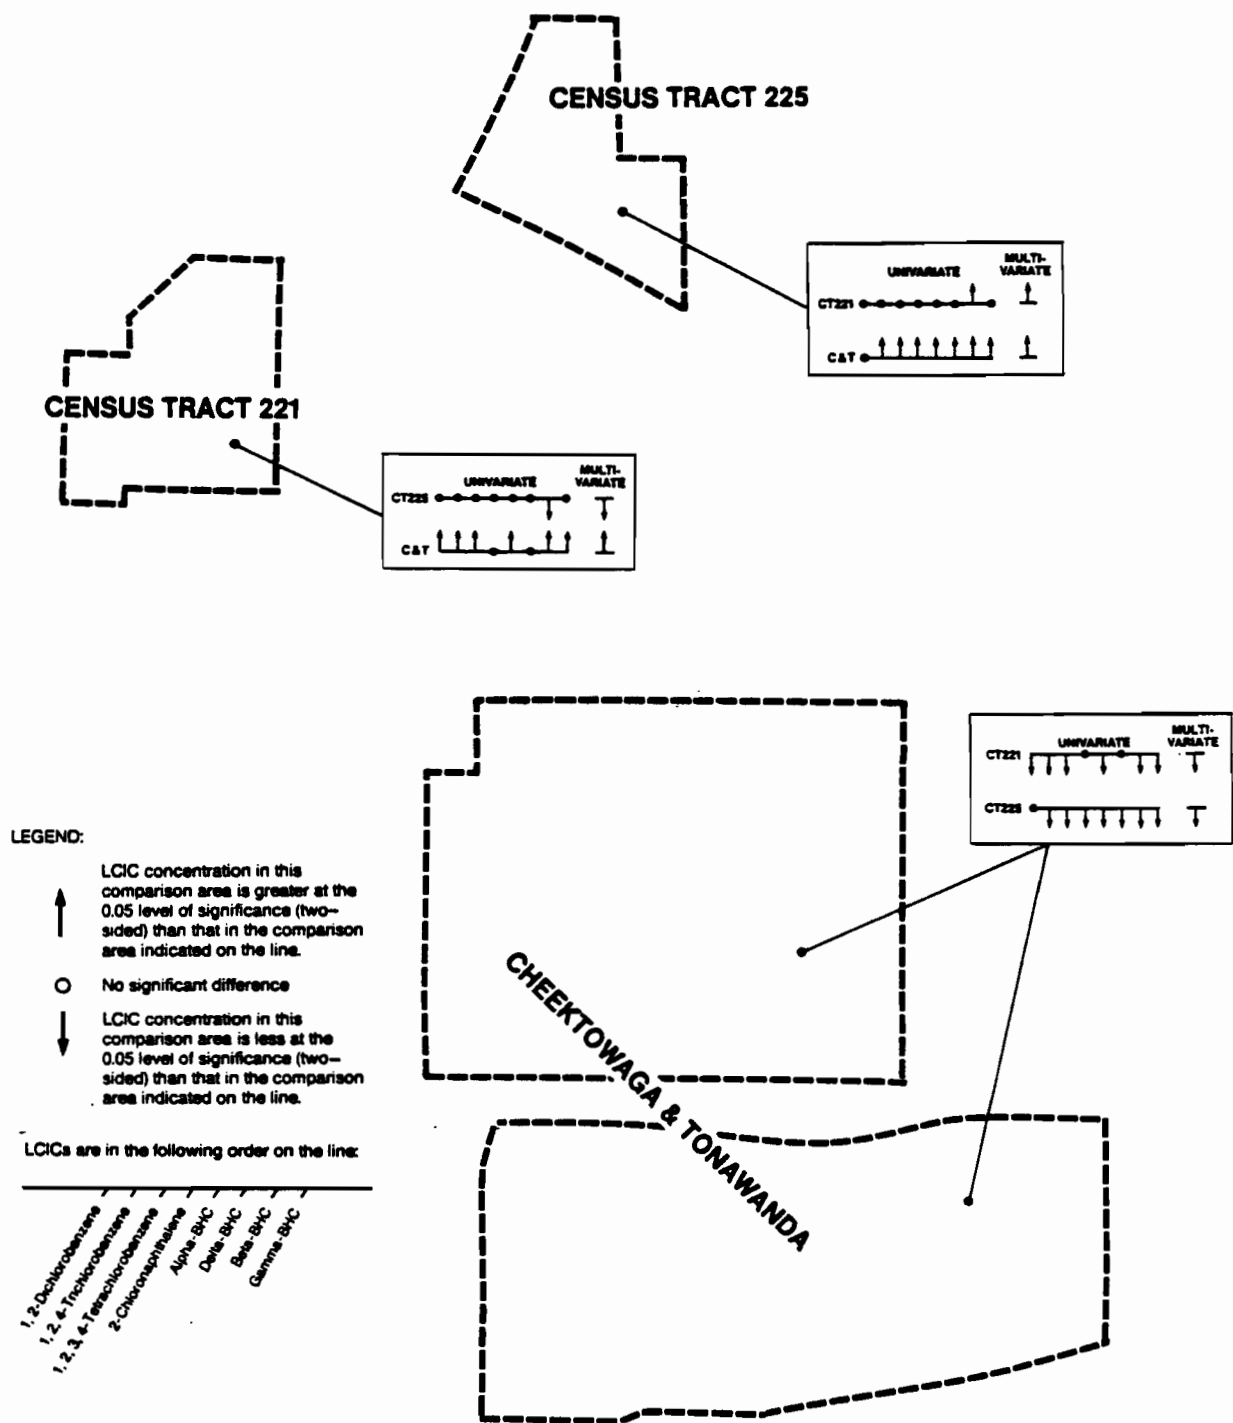 CENSUS TRACT 225
UNIVARIATE
MULTI-
VARIATE
CT221
C&T
CENSUS TRACT 221
UNIVARIATE
MULTI-
VARIATE
CT225
C&T
UNIVARIATE
MULTI-
VARIATE
CT221
CT225
CHEEKTOWAGA & TONAWANDA
LEGEND:
LCIC concentration in this
comparison area is greater at the
0.05 level of significance (two-
sided) than that in the comparison
area indicated on the line.
No significant difference
LCIC concentration in this
comparison area is less at the
0.05 level of significance (two-
sided) than that in the comparison
area indicated on the line.
LCICs are in the following order on the line:
1, 2-Dichlorobenzene
1, 2, 4-Trichlorobenzene
1, 2, 3, 4-Tetrachlorobenzene
2-Chloronaphthalene
Alpha-BHC
Delta-BHC
Beta-BHC
Gamma-BHC